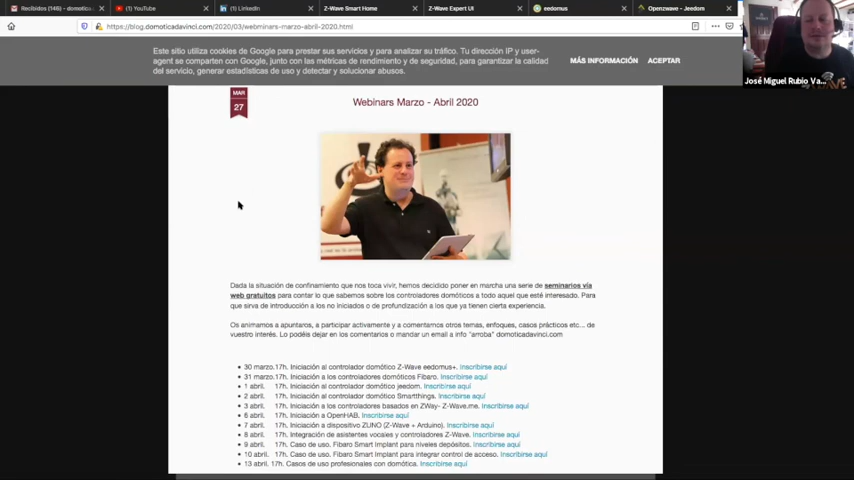 Recibidos (146) - domotica
(1) YouTube
(1) LinkedIn
Z-Wave Smart Home
Z-Wave Expert UI
eedomus
Openzwave - Jeedom
https://blog.domoticadavinci.com/2020/03/webminars-marzo-abril-2020.html
Este sitio utiliza cookies de Google para prestar sus servicios y para analizar su tráfico. Tu dirección IP y user-
agent se comparten con Google, junto con las métricas de rendimiento y de seguridad, para garantizar la calidad
del servicio, generar estadísticas de uso y detectar y solucionar abusos.
MÁS INFORMACIÓN
ACEPTAR
José Miguel Rubio Va...
MAR
27
Webinars Marzo - Abril 2020
Dada la situación de confinamiento que nos toca vivir, hemos decidido poner en marcha una serie de seminarios vía
web gratuitos para contar lo que sabemos sobre los controladores domóticos a todo aquel que esté interesado. Para
que sirva de introducción a los no iniciados o de profundización a los que ya tienen cierta experiencia.
Os animamos a apuntaros, a participar activamente y a comentarnos otros temas, enfoques, casos prácticos etc... de
vuestro interés. Lo podéis dejar en los comentarios o mandar un email a info "arroba" domoticadavinci.com
30 marzo.17h. Iniciación al controlador domótico Z-Wave eedomus+. Inscribirse aquí
31 marzo.17h. Iniciación a los controladores domóticos Fibaro. Inscribirse aquí
1 abril. 17h. Iniciación al controlador domótico jeedom. Inscribirse aquí
2 abril. 17h. Iniciación al controlador domótico Smartthings. Inscribirse aquí
3 abril. 17h. Iniciación a los controladores basados en ZWay- Z-Wave.me. Inscribirse aquí
6 abril. 17h. Iniciación a OpenHAB. Inscribirse aquí
7 abril. 17h. Iniciación a dispositivo ZUNO (Z-Wave + Arduino). Inscribirse aquí
8 abril. 17h. Integración de asistentes vocales y controladores Z-Wave. Inscribirse aquí
9 abril. 17h. Caso de uso. Fibaro Smart Implant para niveles depósitos. Inscribirse aquí
10 abril. 17h. Caso de uso. Fibaro Smart Implant para integrar control de acceso. Inscribirse aquí
13 abril. 17h. Casos de uso profesionales con domótica. Inscribirse aquí